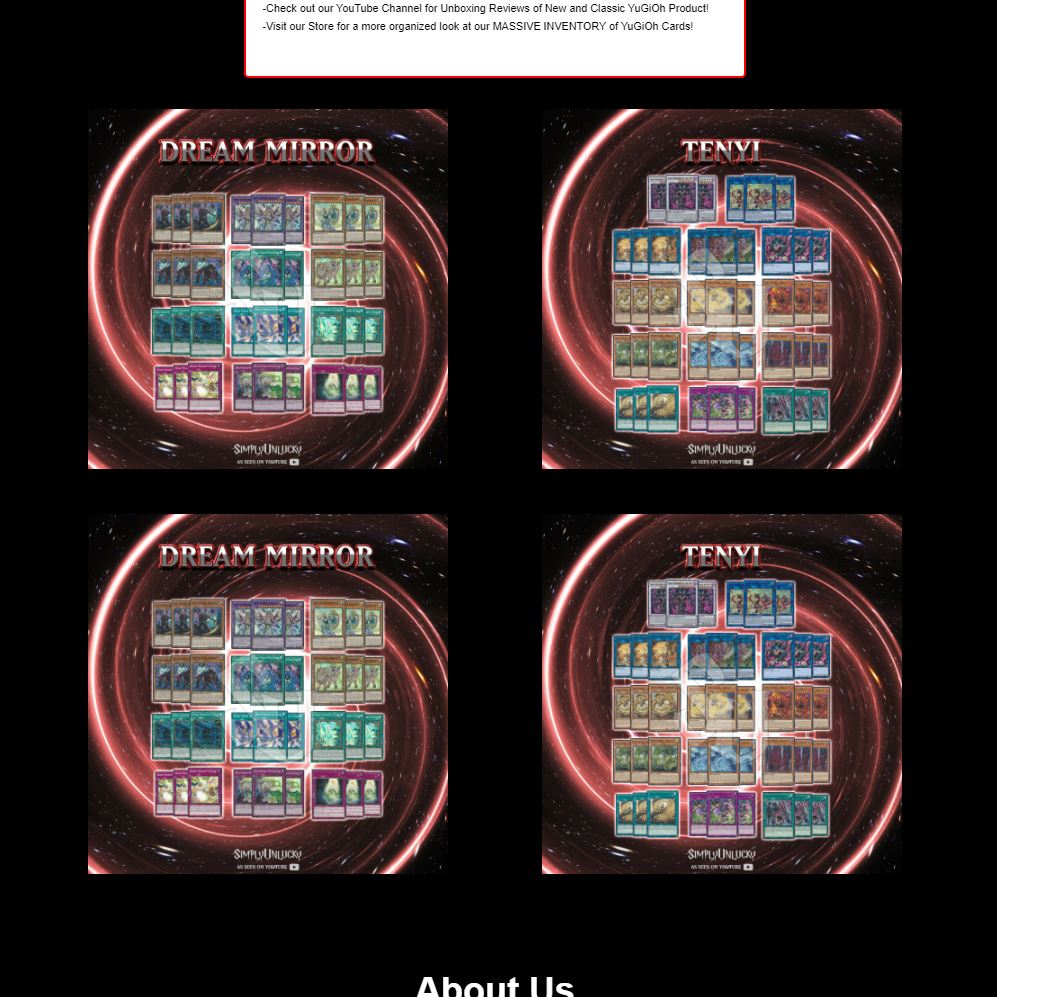 -Check out our YouTube Channel for Unboxing Reviews of New and Classic YuGiOh Product!
-Visit our Store for a more organized look at our MASSIVE INVENTORY of YuGiOh Cards!
DREAM MIRROR
TENYI
SIMPLYUNLUCKY
AS SEEN ON YOUTUBE
SIMPLYUNLUCKY
AS SEEN ON YOUTUBE
DREAM MIRROR
TENYI
SIMPLYUNLUCKY
AS SEEN ON YOUTUBE
SIMPLYUNLUCKY
AS SEEN ON YOUTUBE
About Us